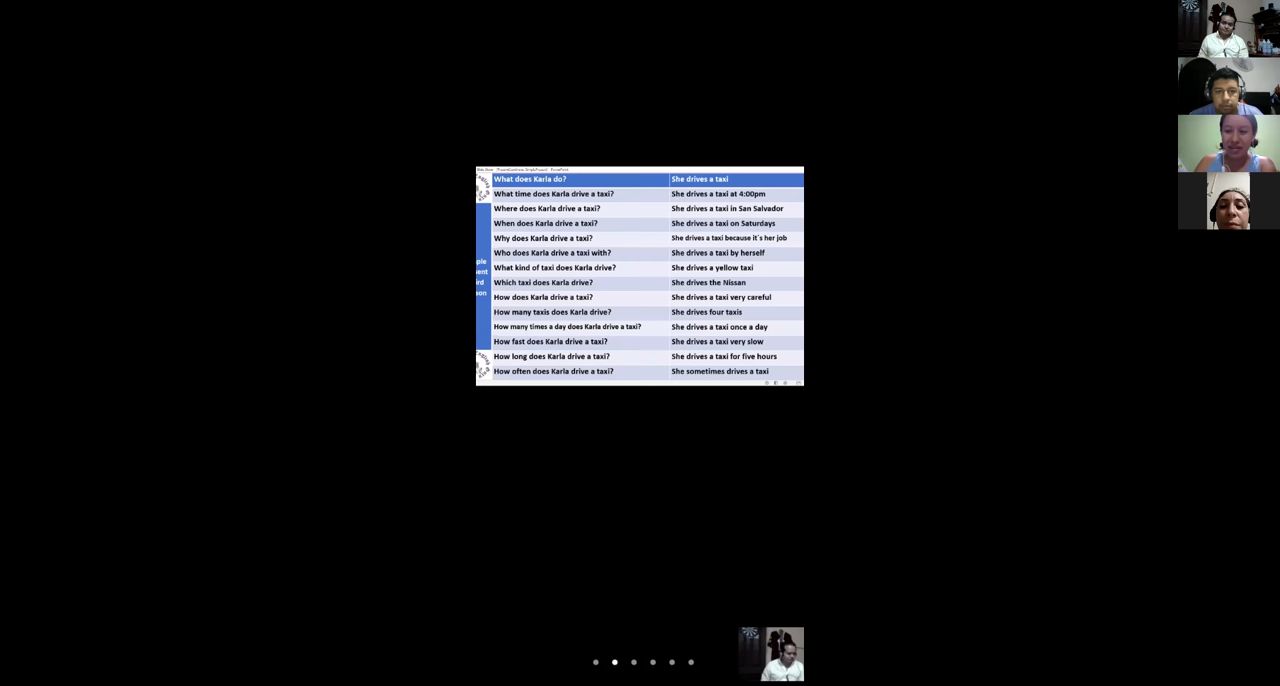 What does Karla do? She drives a taxi
What time does Karla drive a taxi? She drives a taxi at 4:00pm
Where does Karla drive a taxi? She drives a taxi in San Salvador
When does Karla drive a taxi? She drives a taxi on Saturdays
Why does Karla drive a taxi? She drives a taxi because it´s her job
Who does Karla drive a taxi with? She drives a taxi by herself
What kind of taxi does Karla drive? She drives a yellow taxi
Which taxi does Karla drive? She drives the Nissan
How does Karla drive a taxi? She drives a taxi very careful
How many taxis does Karla drive? She drives four taxis
How many times a day does Karla drive a taxi? She drives a taxi once a day
How fast does Karla drive a taxi? She drives a taxi very slow
How long does Karla drive a taxi? She drives a taxi for five hours
How often does Karla drive a taxi? She sometimes drives a taxi
ple
ent
ird
son